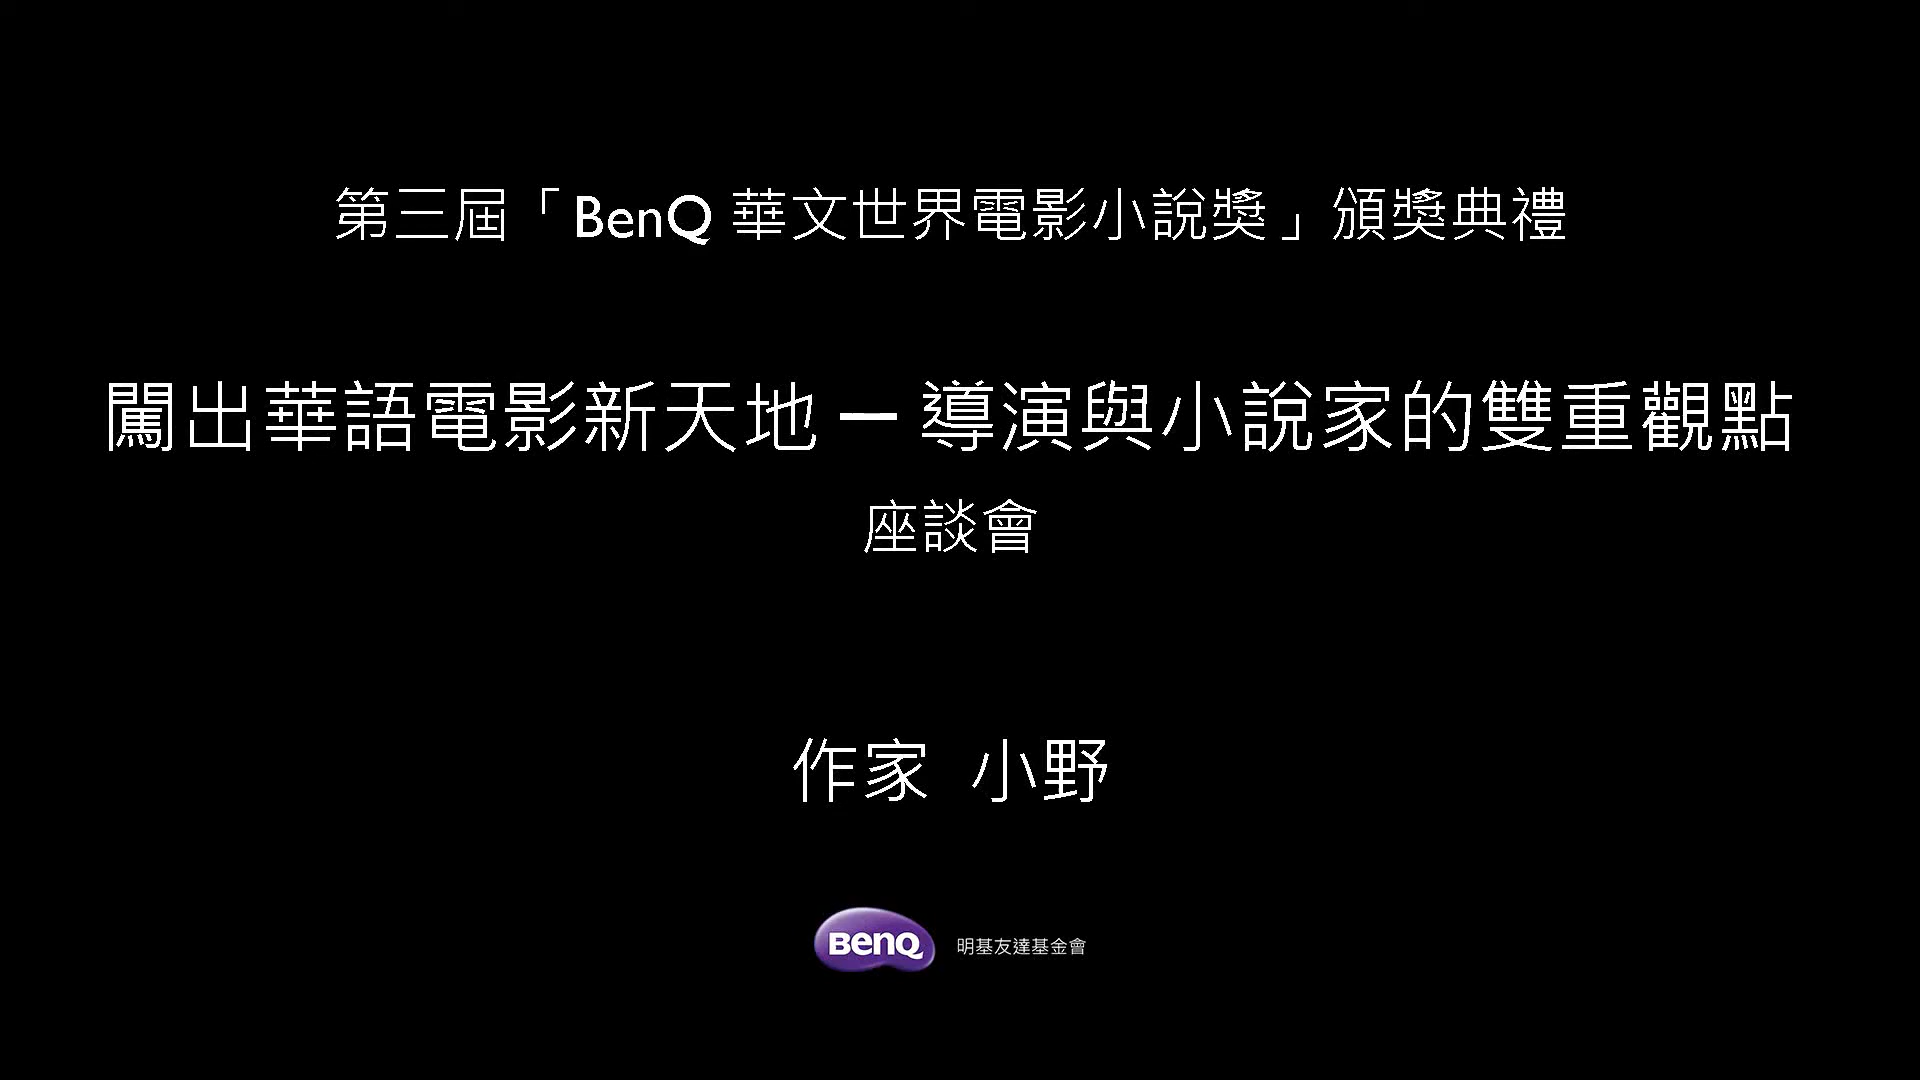 第三屆「BenQ 華文世界電影小說獎」頒獎典禮
闖出華語電影新天地 — 導演與小說家的雙重觀點
座談會
作家 小野
BenQ 明基友達基金會